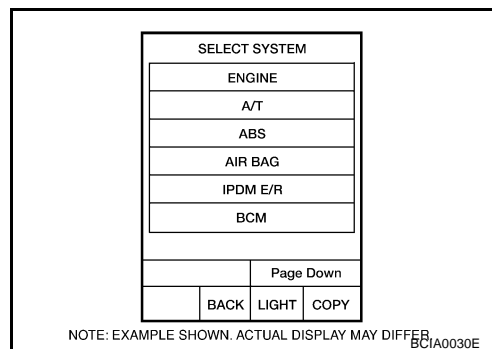 SELECT SYSTEM
ENGINE
A/T
ABS
AIR BAG
IPDM E/R
BCM
Page Down
BACK LIGHT COPY
NOTE: EXAMPLE SHOWN. ACTUAL DISPLAY MAY DIFFER.
BCIA0030E